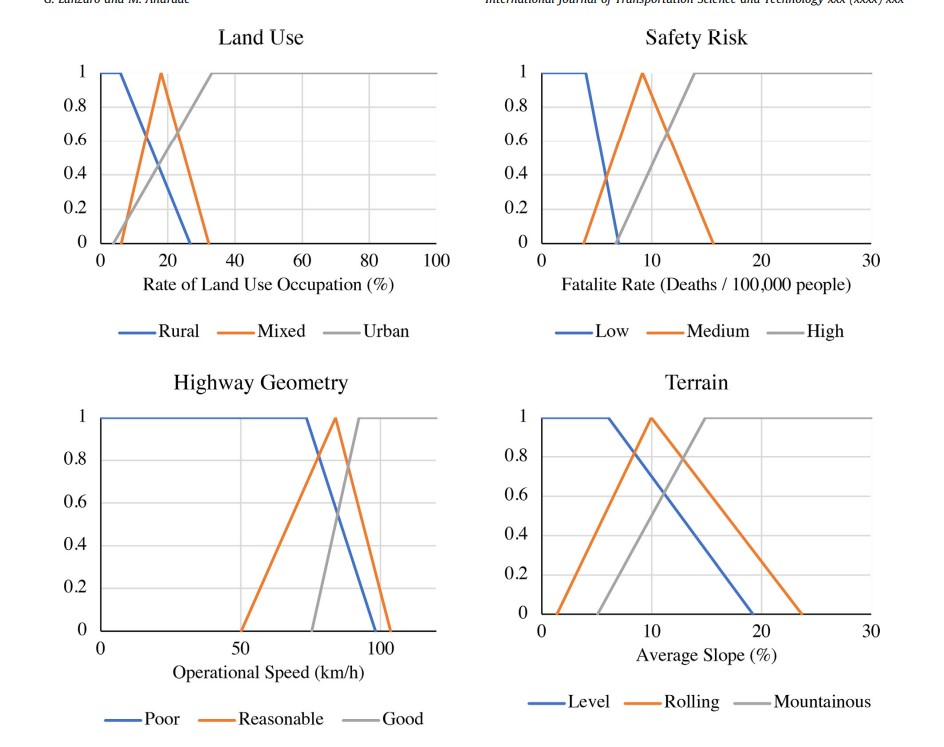 G. Lanzaro and M. Andrade
International Journal of Transportation Science and Technology xxx (xxxx) xxx
Land Use
1
0.8
0.6
0.4
0.2
0
0 20 40 60 80 100
Rate of Land Use Occupation (%)
Rural Mixed Urban
Safety Risk
1
0.8
0.6
0.4
0.2
0
0 10 20 30
Fatalite Rate (Deaths / 100,000 people)
Low Medium High
Highway Geometry
1
0.8
0.6
0.4
0.2
0
0 50 100
Operational Speed (km/h)
Poor Reasonable Good
Terrain
1
0.8
0.6
0.4
0.2
0
0 10 20 30
Average Slope (%)
Level Rolling Mountainous